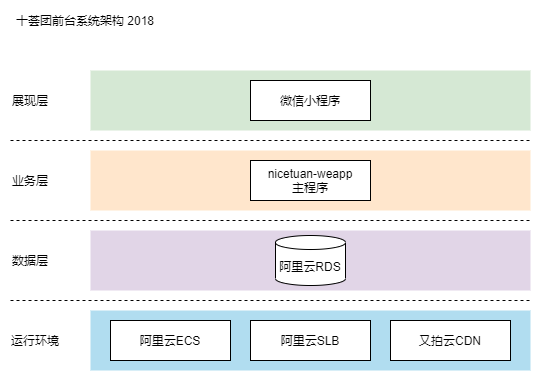 十荟团前台系统架构 2018
展现层
微信小程序
业务层
nicetuan-weapp
主程序
数据层
阿里云RDS
运行环境
阿里云ECS
阿里云SLB
又拍云CDN